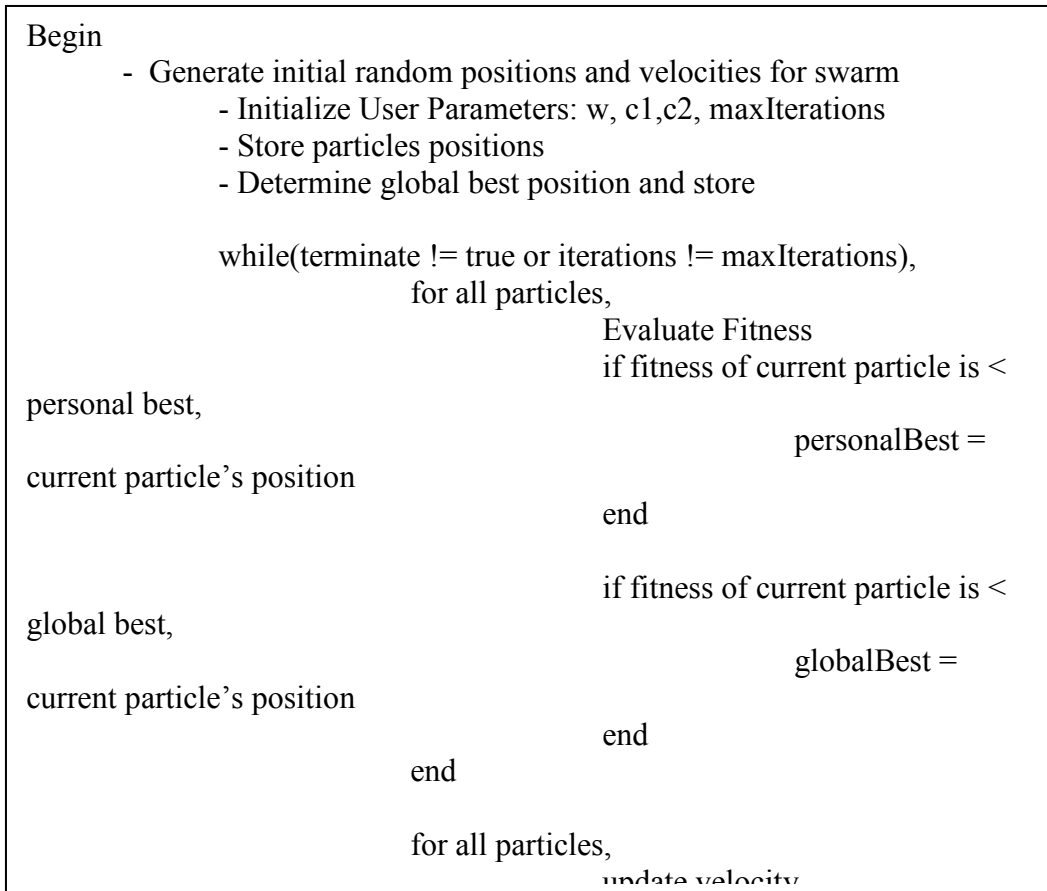 Begin
- Generate initial random positions and velocities for swarm
- Initialize User Parameters: w, c1,c2, maxIterations
- Store particles positions
- Determine global best position and store
while(terminate != true or iterations != maxIterations),
for all particles,
Evaluate Fitness
if fitness of current particle is <
personal best,
personalBest =
current particle’s position
end
if fitness of current particle is <
global best,
globalBest =
current particle’s position
end
end
for all particles,
update velocity